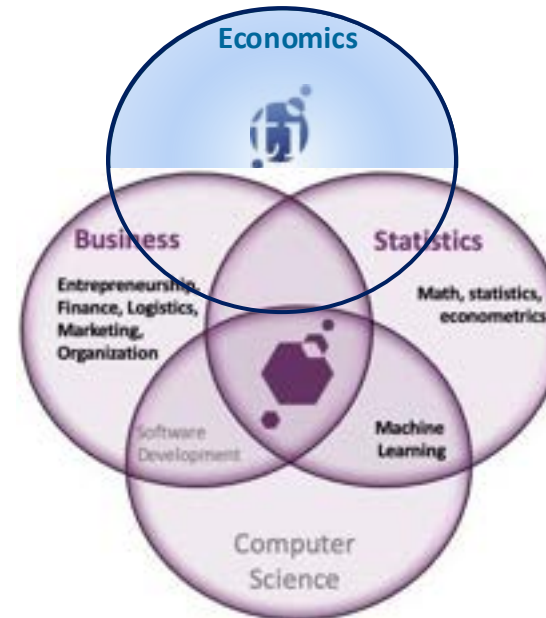 Economics
Business
Entrepreneurship,
Finance, Logistics,
Marketing,
Organization
Statistics
Math, statistics,
econometrics
Software
Development
Machine
Learning
Computer
Science